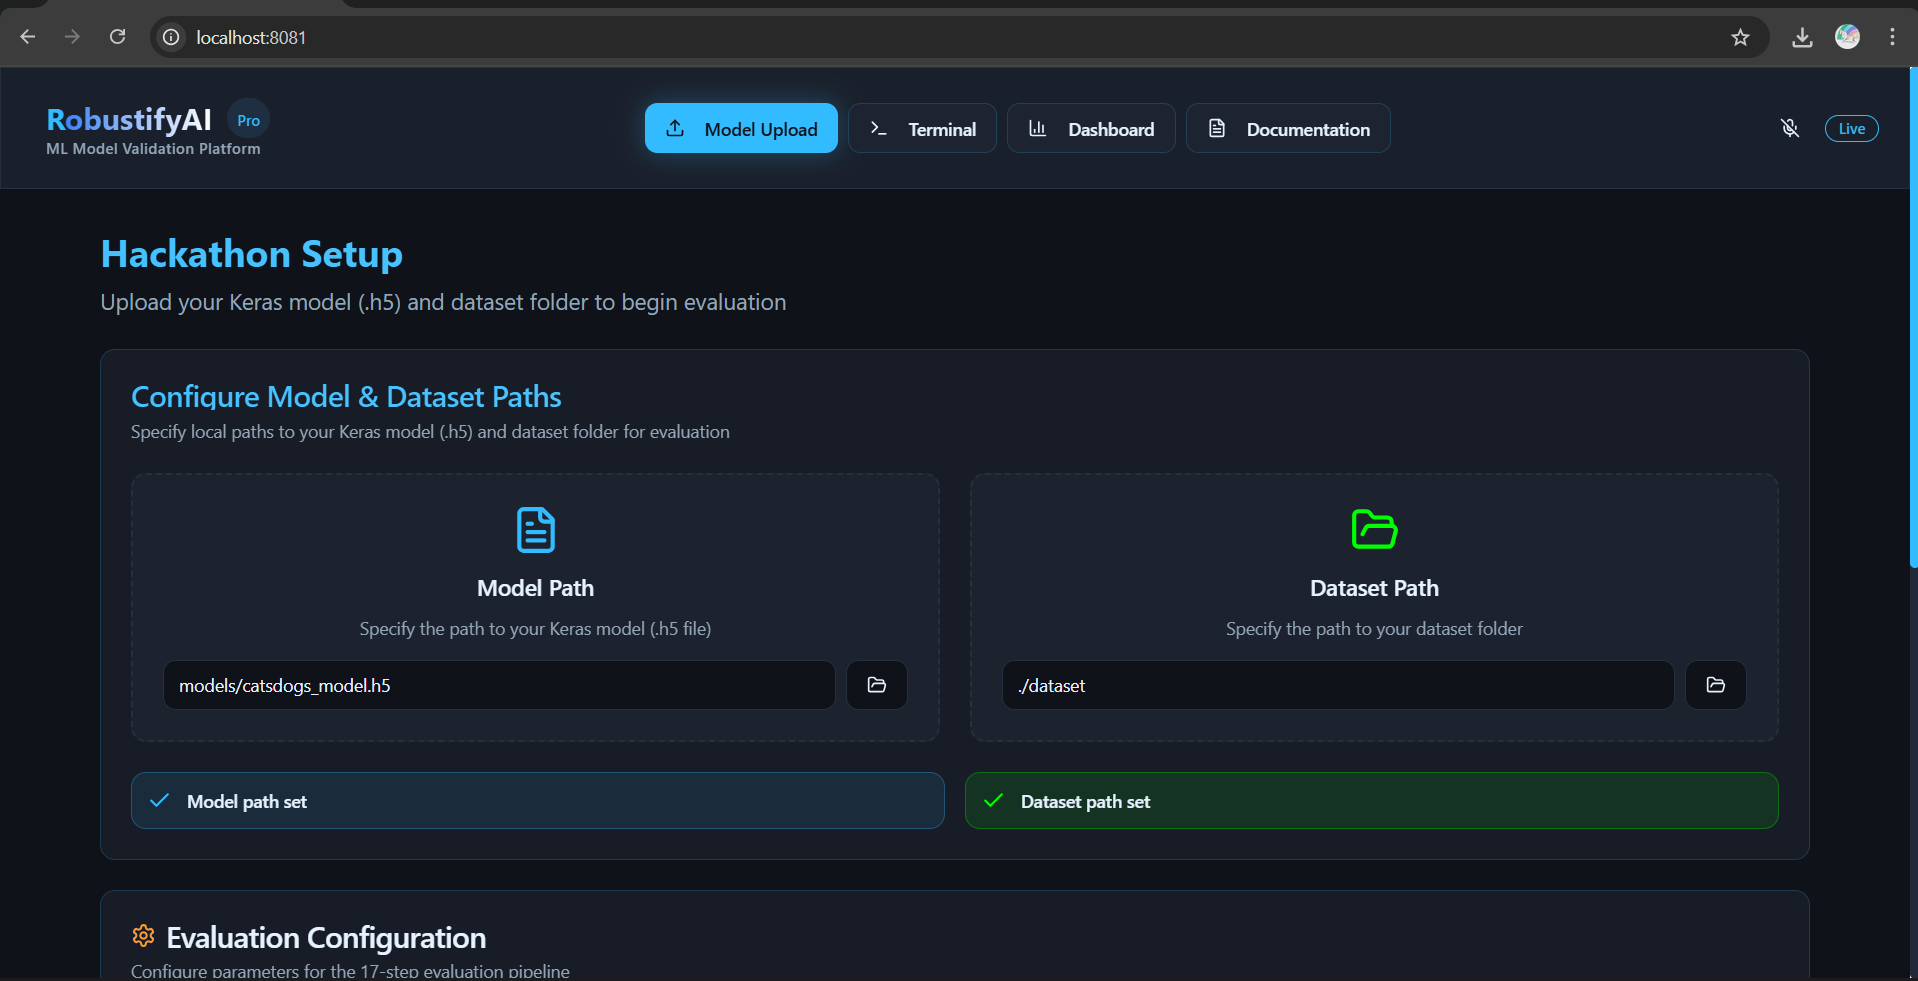 localhost:8081
RobustifyAI Pro
ML Model Validation Platform
Model Upload
Terminal
Dashboard
Documentation
Live
Hackathon Setup
Upload your Keras model (.h5) and dataset folder to begin evaluation
Configure Model & Dataset Paths
Specify local paths to your Keras model (.h5) and dataset folder for evaluation
Model Path
Specify the path to your Keras model (.h5 file)
models/catsdogs_model.h5
Dataset Path
Specify the path to your dataset folder
./dataset
Model path set
Dataset path set
Evaluation Configuration
Configure parameters for the 17-step evaluation pipeline